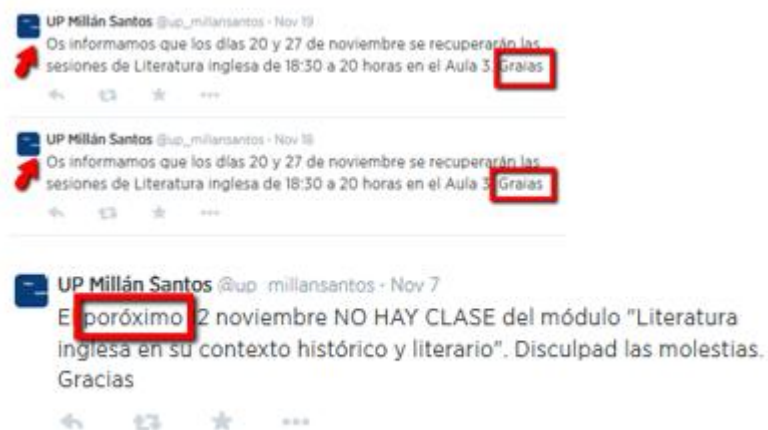 UP Millán Santos @up_millansantos · Nov 19
Os informamos que los días 20 y 27 de noviembre se recuperarán las
sesiones de Literatura inglesa de 18:30 a 20 horas en el Aula 3. Graias
UP Millán Santos @up_millansantos · Nov 18
Os informamos que los días 20 y 27 de noviembre se recuperarán las
sesiones de Literatura inglesa de 18:30 a 20 horas en el Aula 3. Graias
UP Millán Santos @up_millansantos · Nov 7
El poróximo 12 noviembre NO HAY CLASE del módulo "Literatura
inglesa en su contexto histórico y literario". Disculpad las molestias.
Gracias